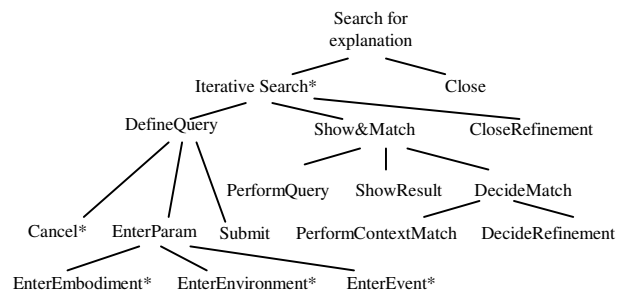 Search for
explanation
Iterative Search*
Close
DefineQuery
Show&Match
CloseRefinement
PerformQuery
ShowResult
DecideMatch
Cancel*
EnterParam
Submit
PerformContextMatch
DecideRefinement
EnterEmbodiment*
EnterEnvironment*
EnterEvent*